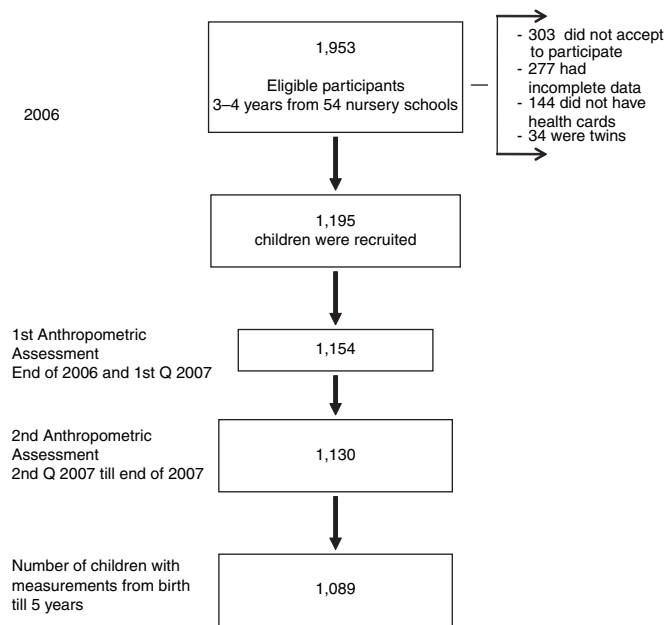 1,953
Eligible participants
3–4 years from 54 nursery schools
- 303 did not accept
to participate
- 277 had
incomplete data
- 144 did not have
health cards
- 34 were twins
2006
1,195
children were recruited
1st Anthropometric
Assessment
End of 2006 and 1st Q 2007
1,154
2nd Anthropometric
Assessment
2nd Q 2007 till end of 2007
1,130
Number of children with
measurements from birth
till 5 years
1,089